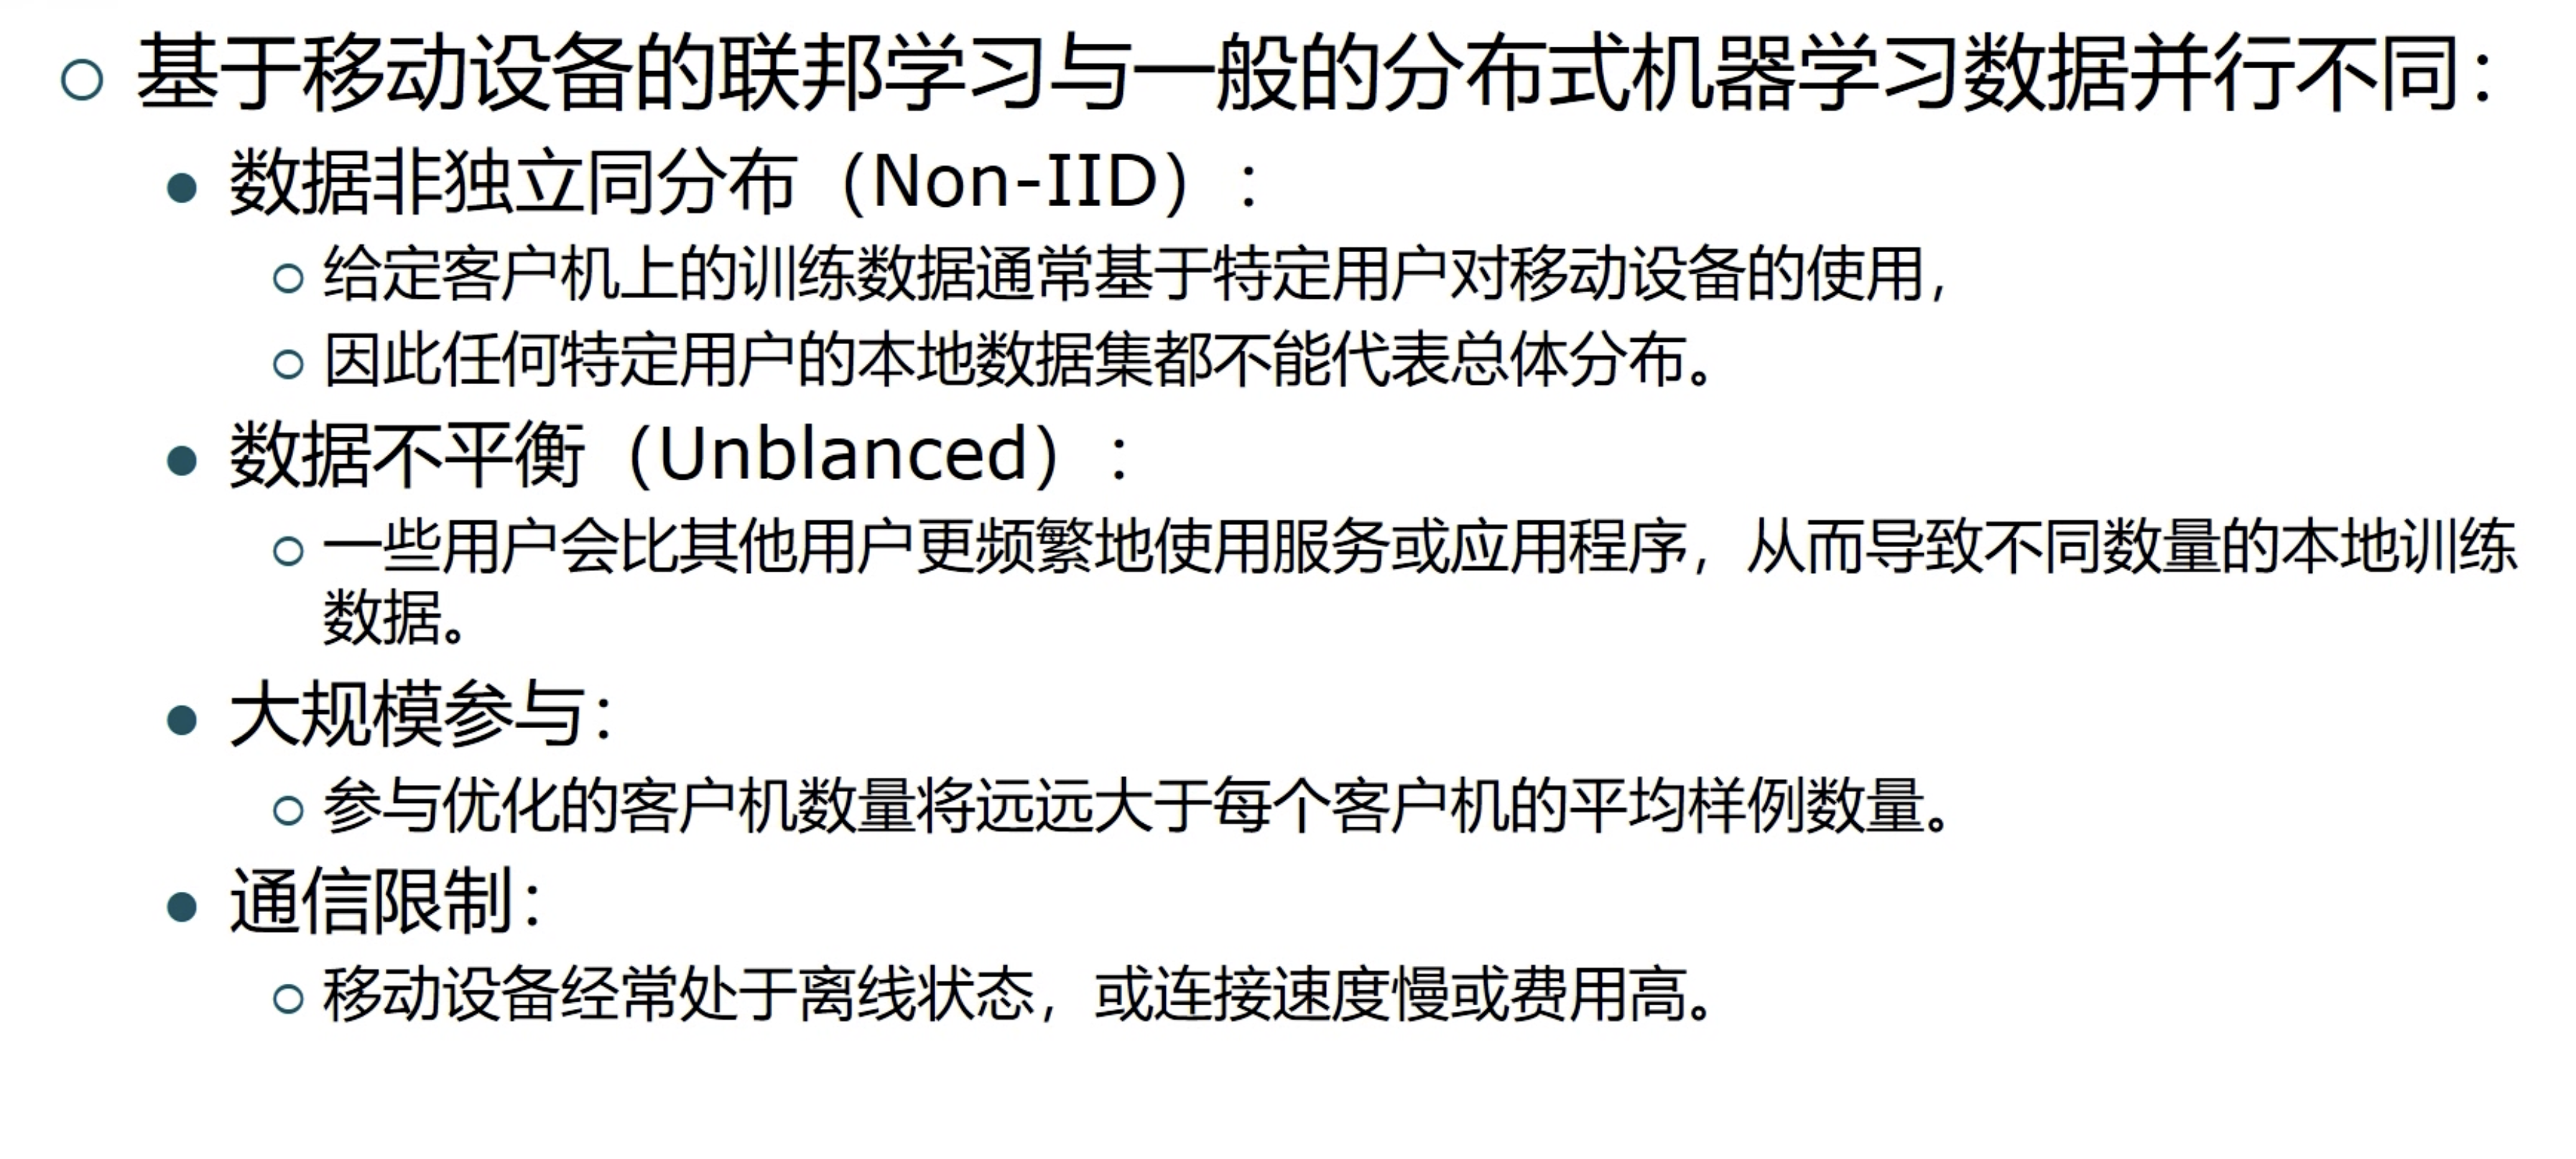 基于移动设备的联邦学习与一般的分布式机器学习数据并行不同：
数据非独立同分布（Non-IID）：
给定客户机上的训练数据通常基于特定用户对移动设备的使用，
因此任何特定用户的本地数据集都不能代表总体分布。
数据不平衡（Unblanced）：
一些用户会比其他用户更频繁地使用服务或应用程序，从而导致不同数量的本地训练
数据。
大规模参与：
参与优化的客户机数量将远远大于每个客户机的平均样例数量。
通信限制：
移动设备经常处于离线状态，或连接速度慢或费用高。